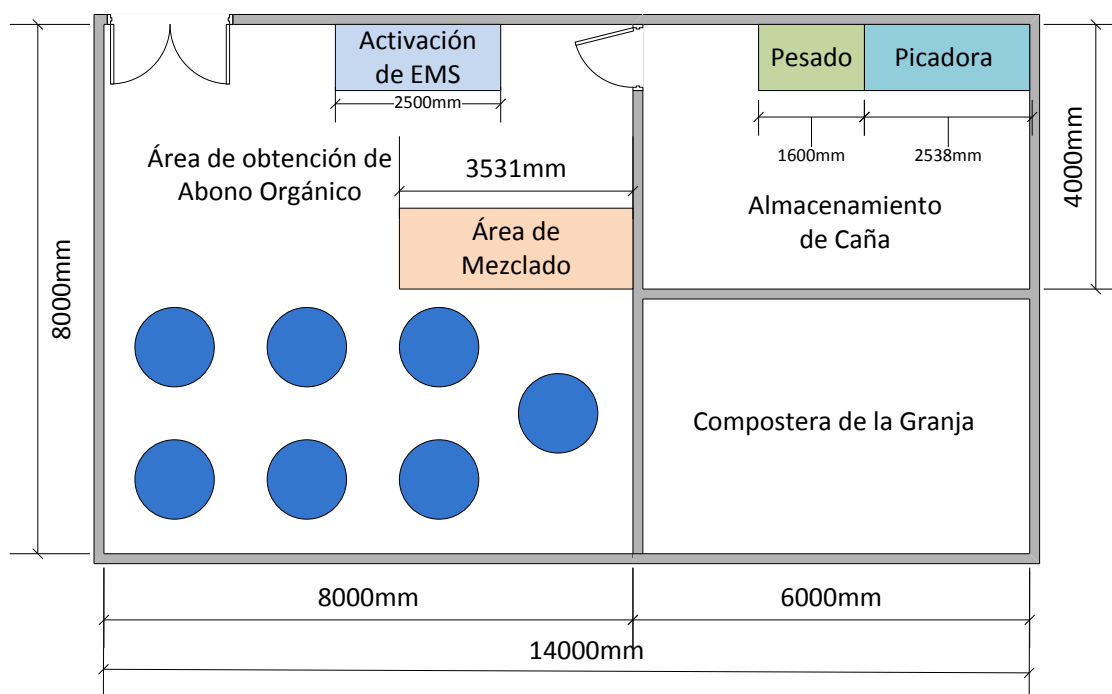 Activación
de EMS
2500mm
Pesado
Picadora
1600mm
2538mm
4000mm
Área de obtención de
Abono Orgánico
3531mm
Área de
Mezclado
Almacenamiento
de Caña
8000mm
Compostera de la Granja
8000mm
6000mm
14000mm